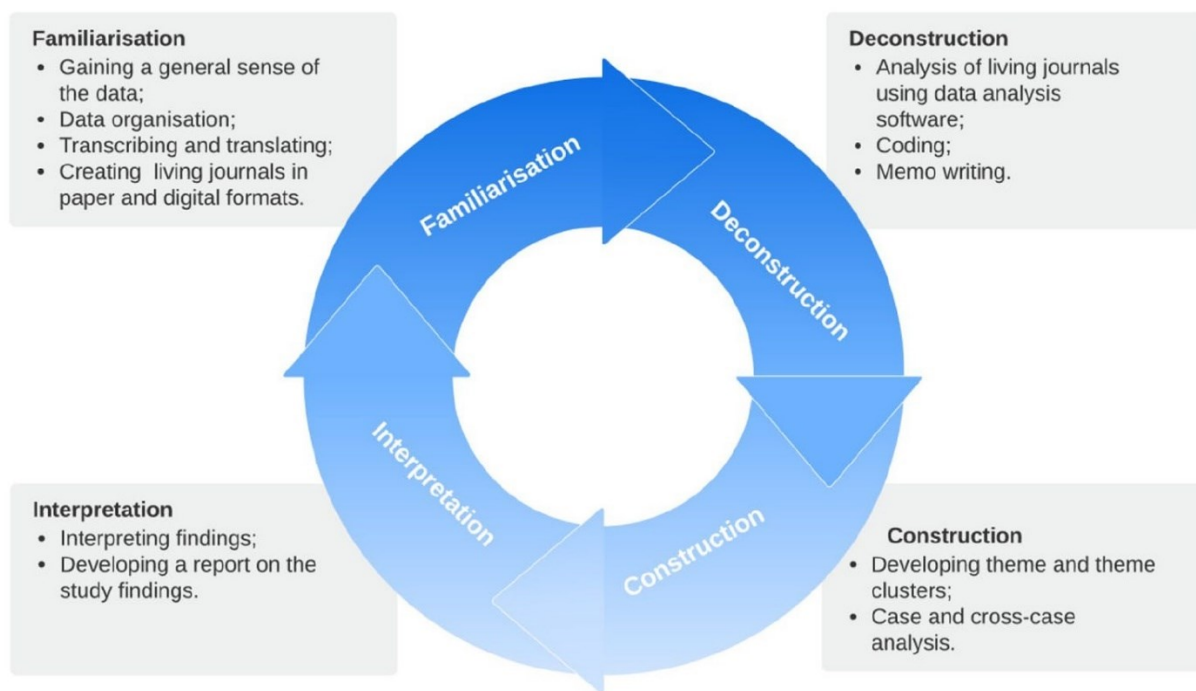 Familiarisation
• Gaining a general sense of
the data;
• Data organisation;
• Transcribing and translating;
• Creating living journals in
paper and digital formats.
Deconstruction
• Analysis of living journals
using data analysis
software;
• Coding;
• Memo writing.
Familiarisation
Deconstruction
Interpretation
Construction
Interpretation
• Interpreting findings;
• Developing a report on the
study findings.
Construction
• Developing theme and theme
clusters;
• Case and cross-case
analysis.